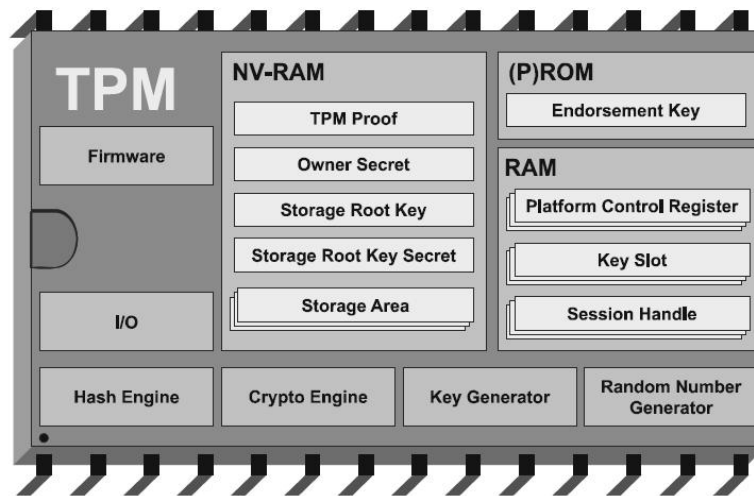 TPM
Firmware
I/O
NV-RAM
TPM Proof
Owner Secret
Storage Root Key
Storage Root Key Secret
Storage Area
(P)ROM
Endorsement Key
RAM
Platform Control Register
Key Slot
Session Handle
Hash Engine
Crypto Engine
Key Generator
Random Number
Generator